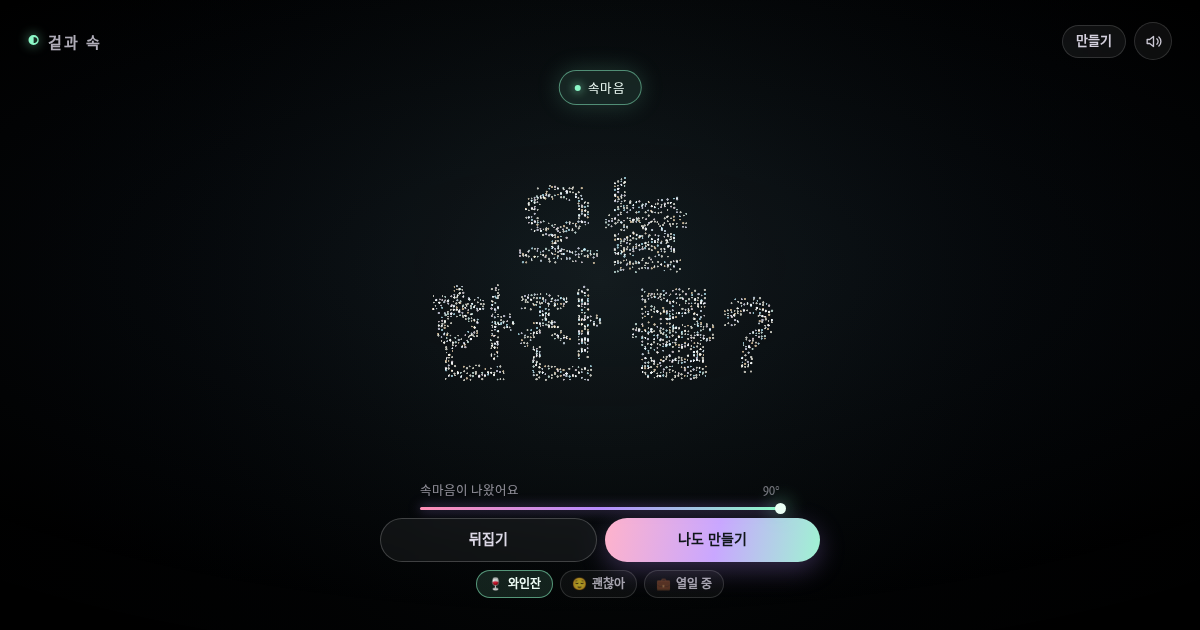 겉과 속
만들기
속마음
오늘
한잔 콜?
속마음이 나왔어요 90°
뒤집기
나도 만들기
🍷 와인잔
😌 괜찮아
💼 열일 중